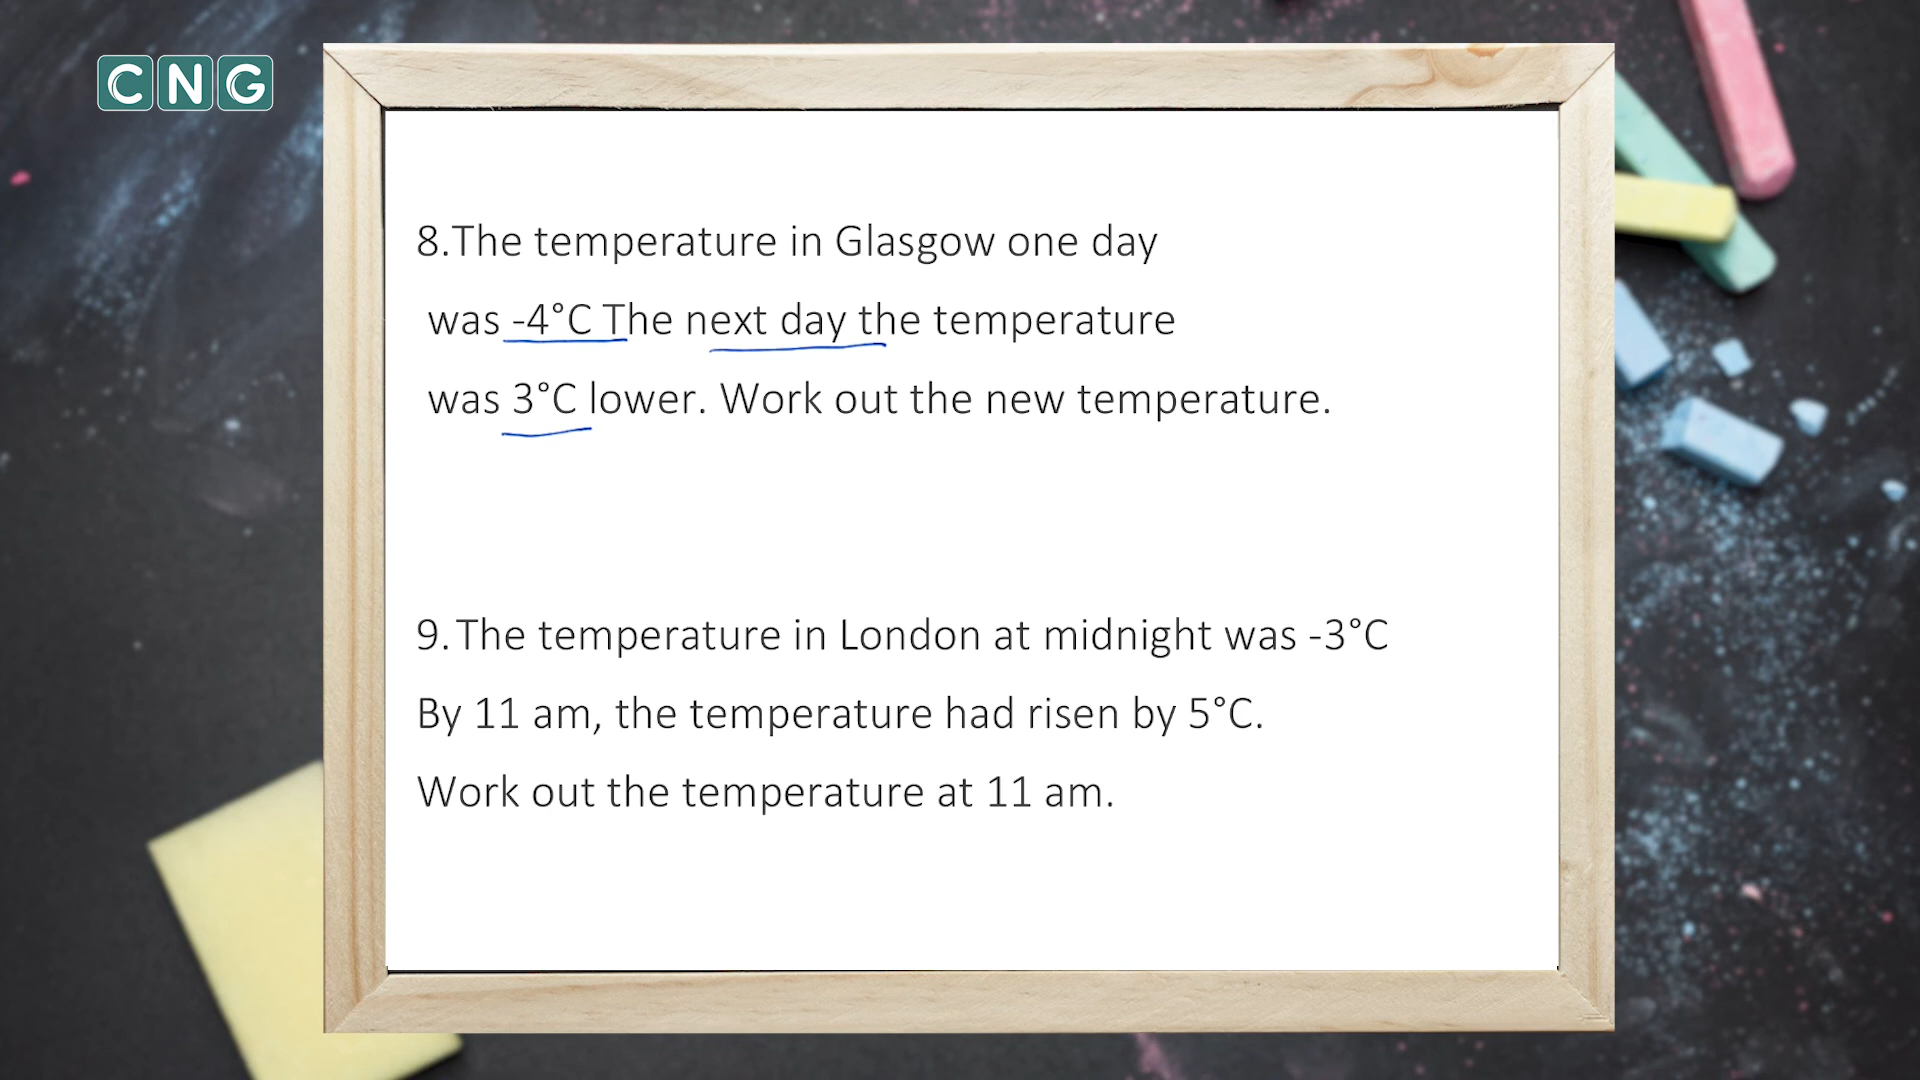 CNG
8.The temperature in Glasgow one day
was -4°C The next day the temperature
was 3°C lower. Work out the new temperature.
9. The temperature in London at midnight was -3°C
By 11 am, the temperature had risen by 5°C.
Work out the temperature at 11 am.